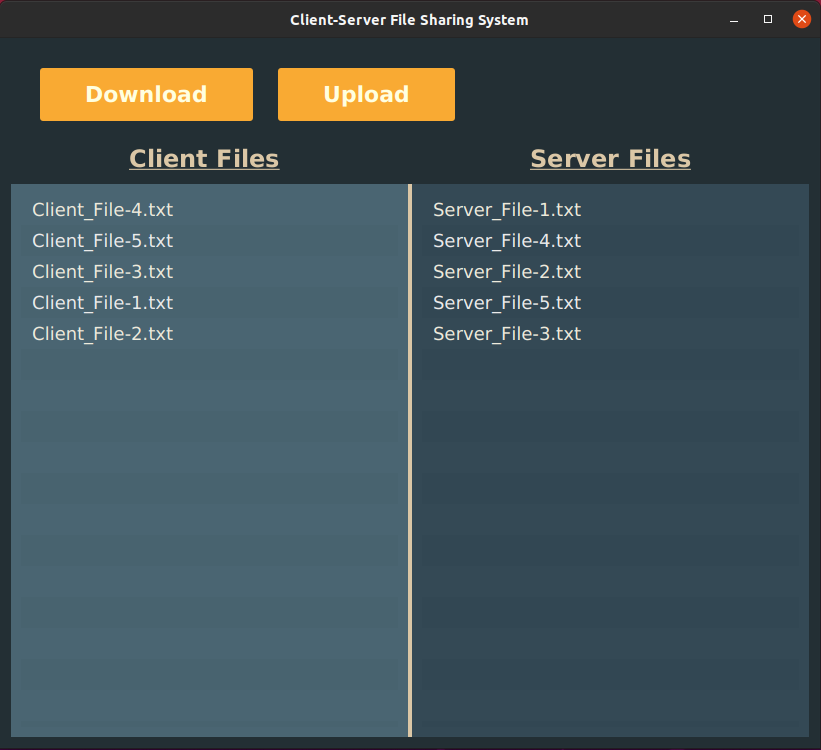 Client-Server File Sharing System
Download
Upload
Client Files
Server Files
Client_File-4.txt
Client_File-5.txt
Client_File-3.txt
Client_File-1.txt
Client_File-2.txt
Server_File-1.txt
Server_File-4.txt
Server_File-2.txt
Server_File-5.txt
Server_File-3.txt